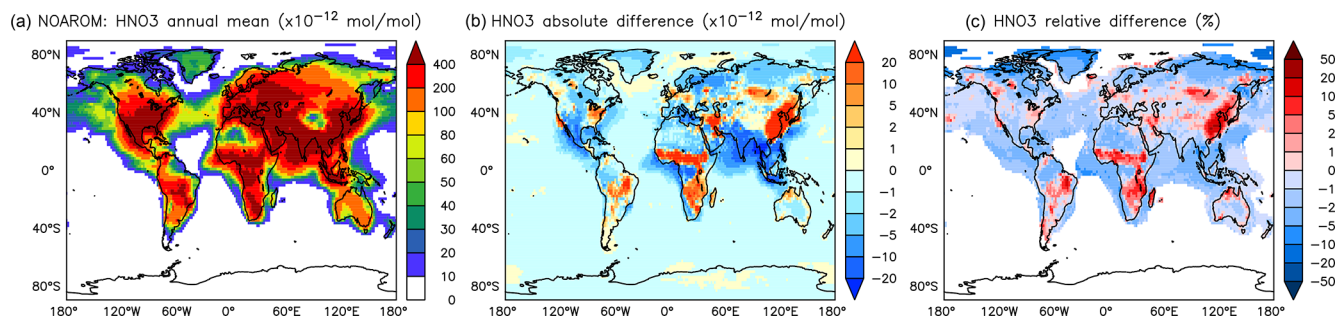 (a) NOAROM: HNO3 annual mean (x10⁻¹² mol/mol)
80°N
40°N
0°
40°S
80°S
180°
120°W
60°W
0°
60°E
120°E
180°
400
200
100
80
60
50
40
30
20
10
0
(b) HNO3 absolute difference (x10⁻¹² mol/mol)
80°N
40°N
0°
40°S
80°S
180°
120°W
60°W
0°
60°E
120°E
180°
20
10
5
2
1
0
−1
−2
−5
−10
−20
(c) HNO3 relative difference (%)
80°N
40°N
0°
40°S
80°S
180°
120°W
60°W
0°
60°E
120°E
180°
50
20
10
5
2
1
0
−1
−2
−5
−10
−20
−50